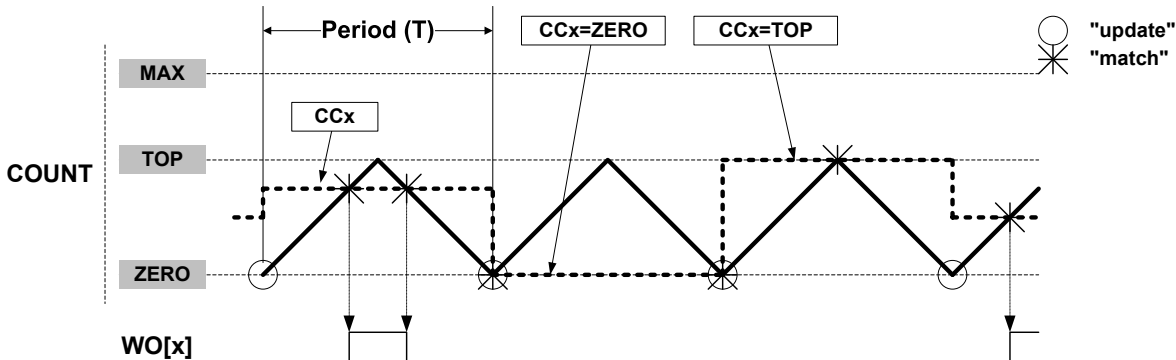 Period (T)
CCx=ZERO
CCx=TOP
"update"
"match"
MAX
CCx
TOP
COUNT
ZERO
WO[x]